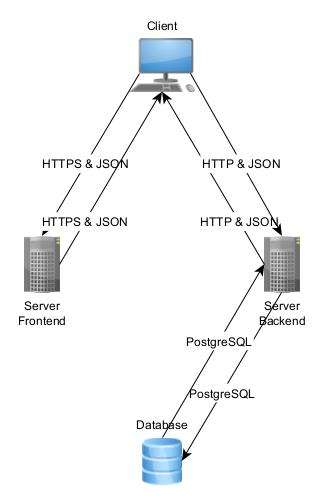 Client
HTTPS & JSON
HTTP & JSON
HTTPS & JSON
HTTP & JSON
Server
Frontend
Server
Backend
PostgreSQL
PostgreSQL
Database